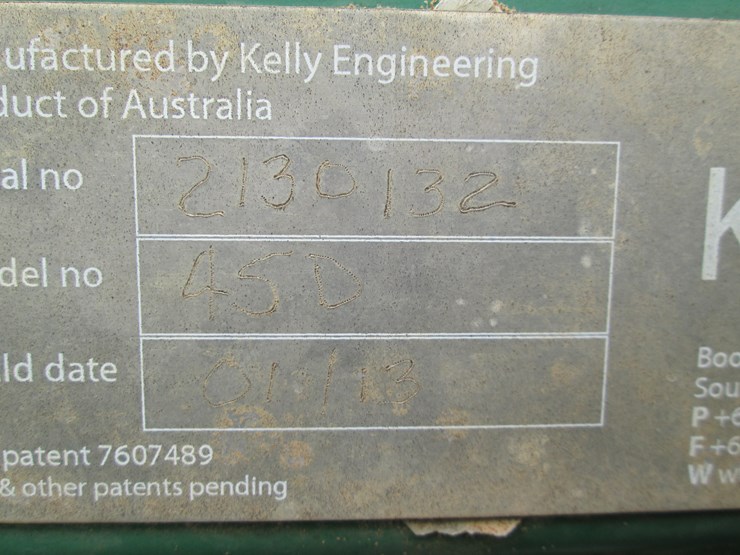 ufactured by Kelly Engineering
duct of Australia
al no 2130132
del no 45D
ld date 01/13
K
patent 7607489
& other patents pending
Boo
Sou
P +6
F +6
W w